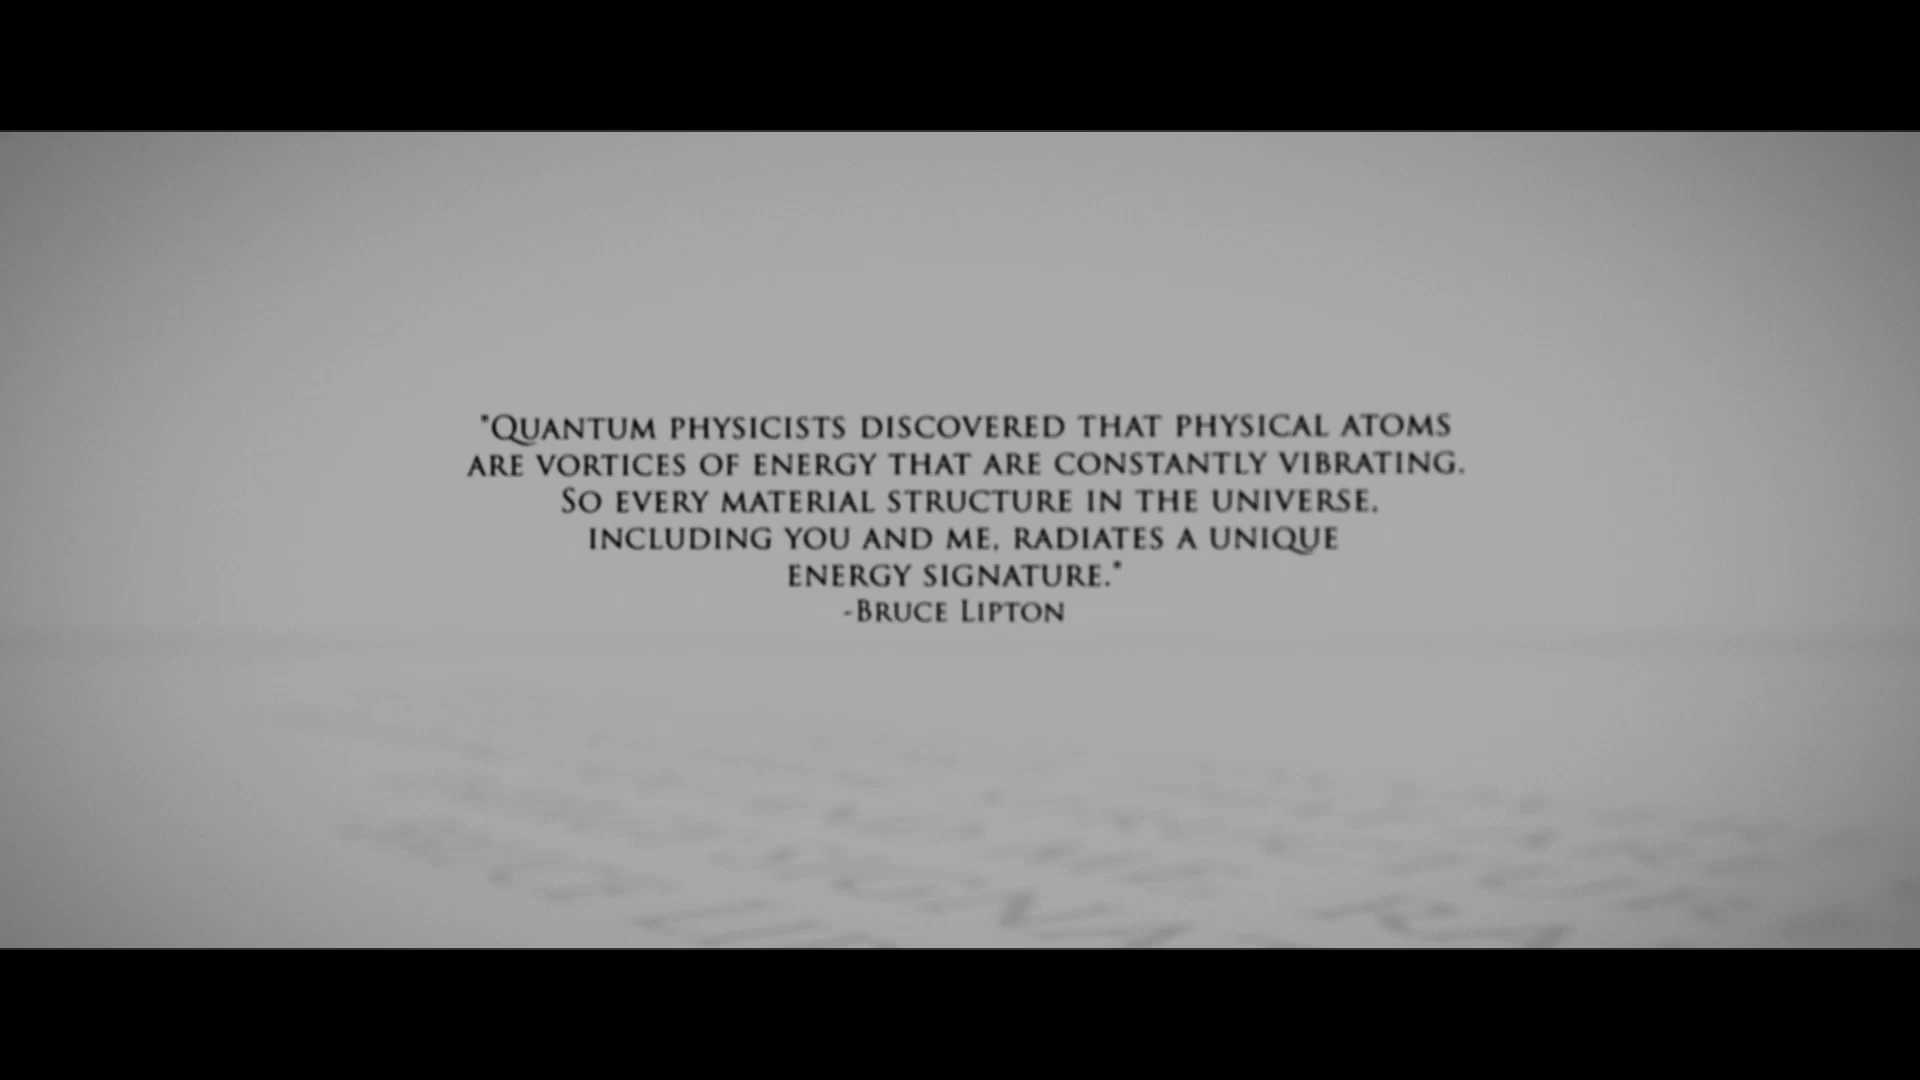 "Quantum physicists discovered that physical atoms
are vortices of energy that are constantly vibrating.
So every material structure in the universe,
including you and me, radiates a unique
energy signature."
-Bruce Lipton